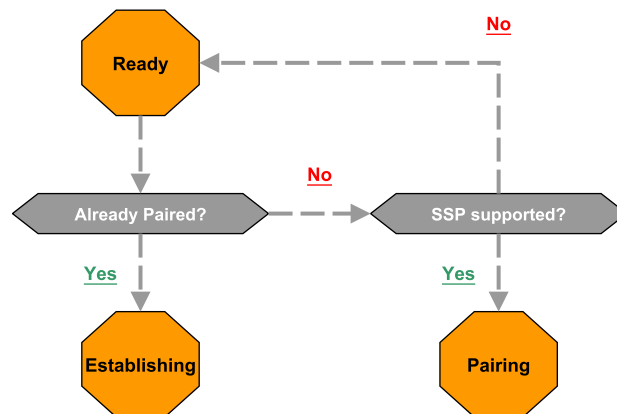 No
Ready
No
Already Paired?
SSP supported?
Yes
Yes
Establishing
Pairing